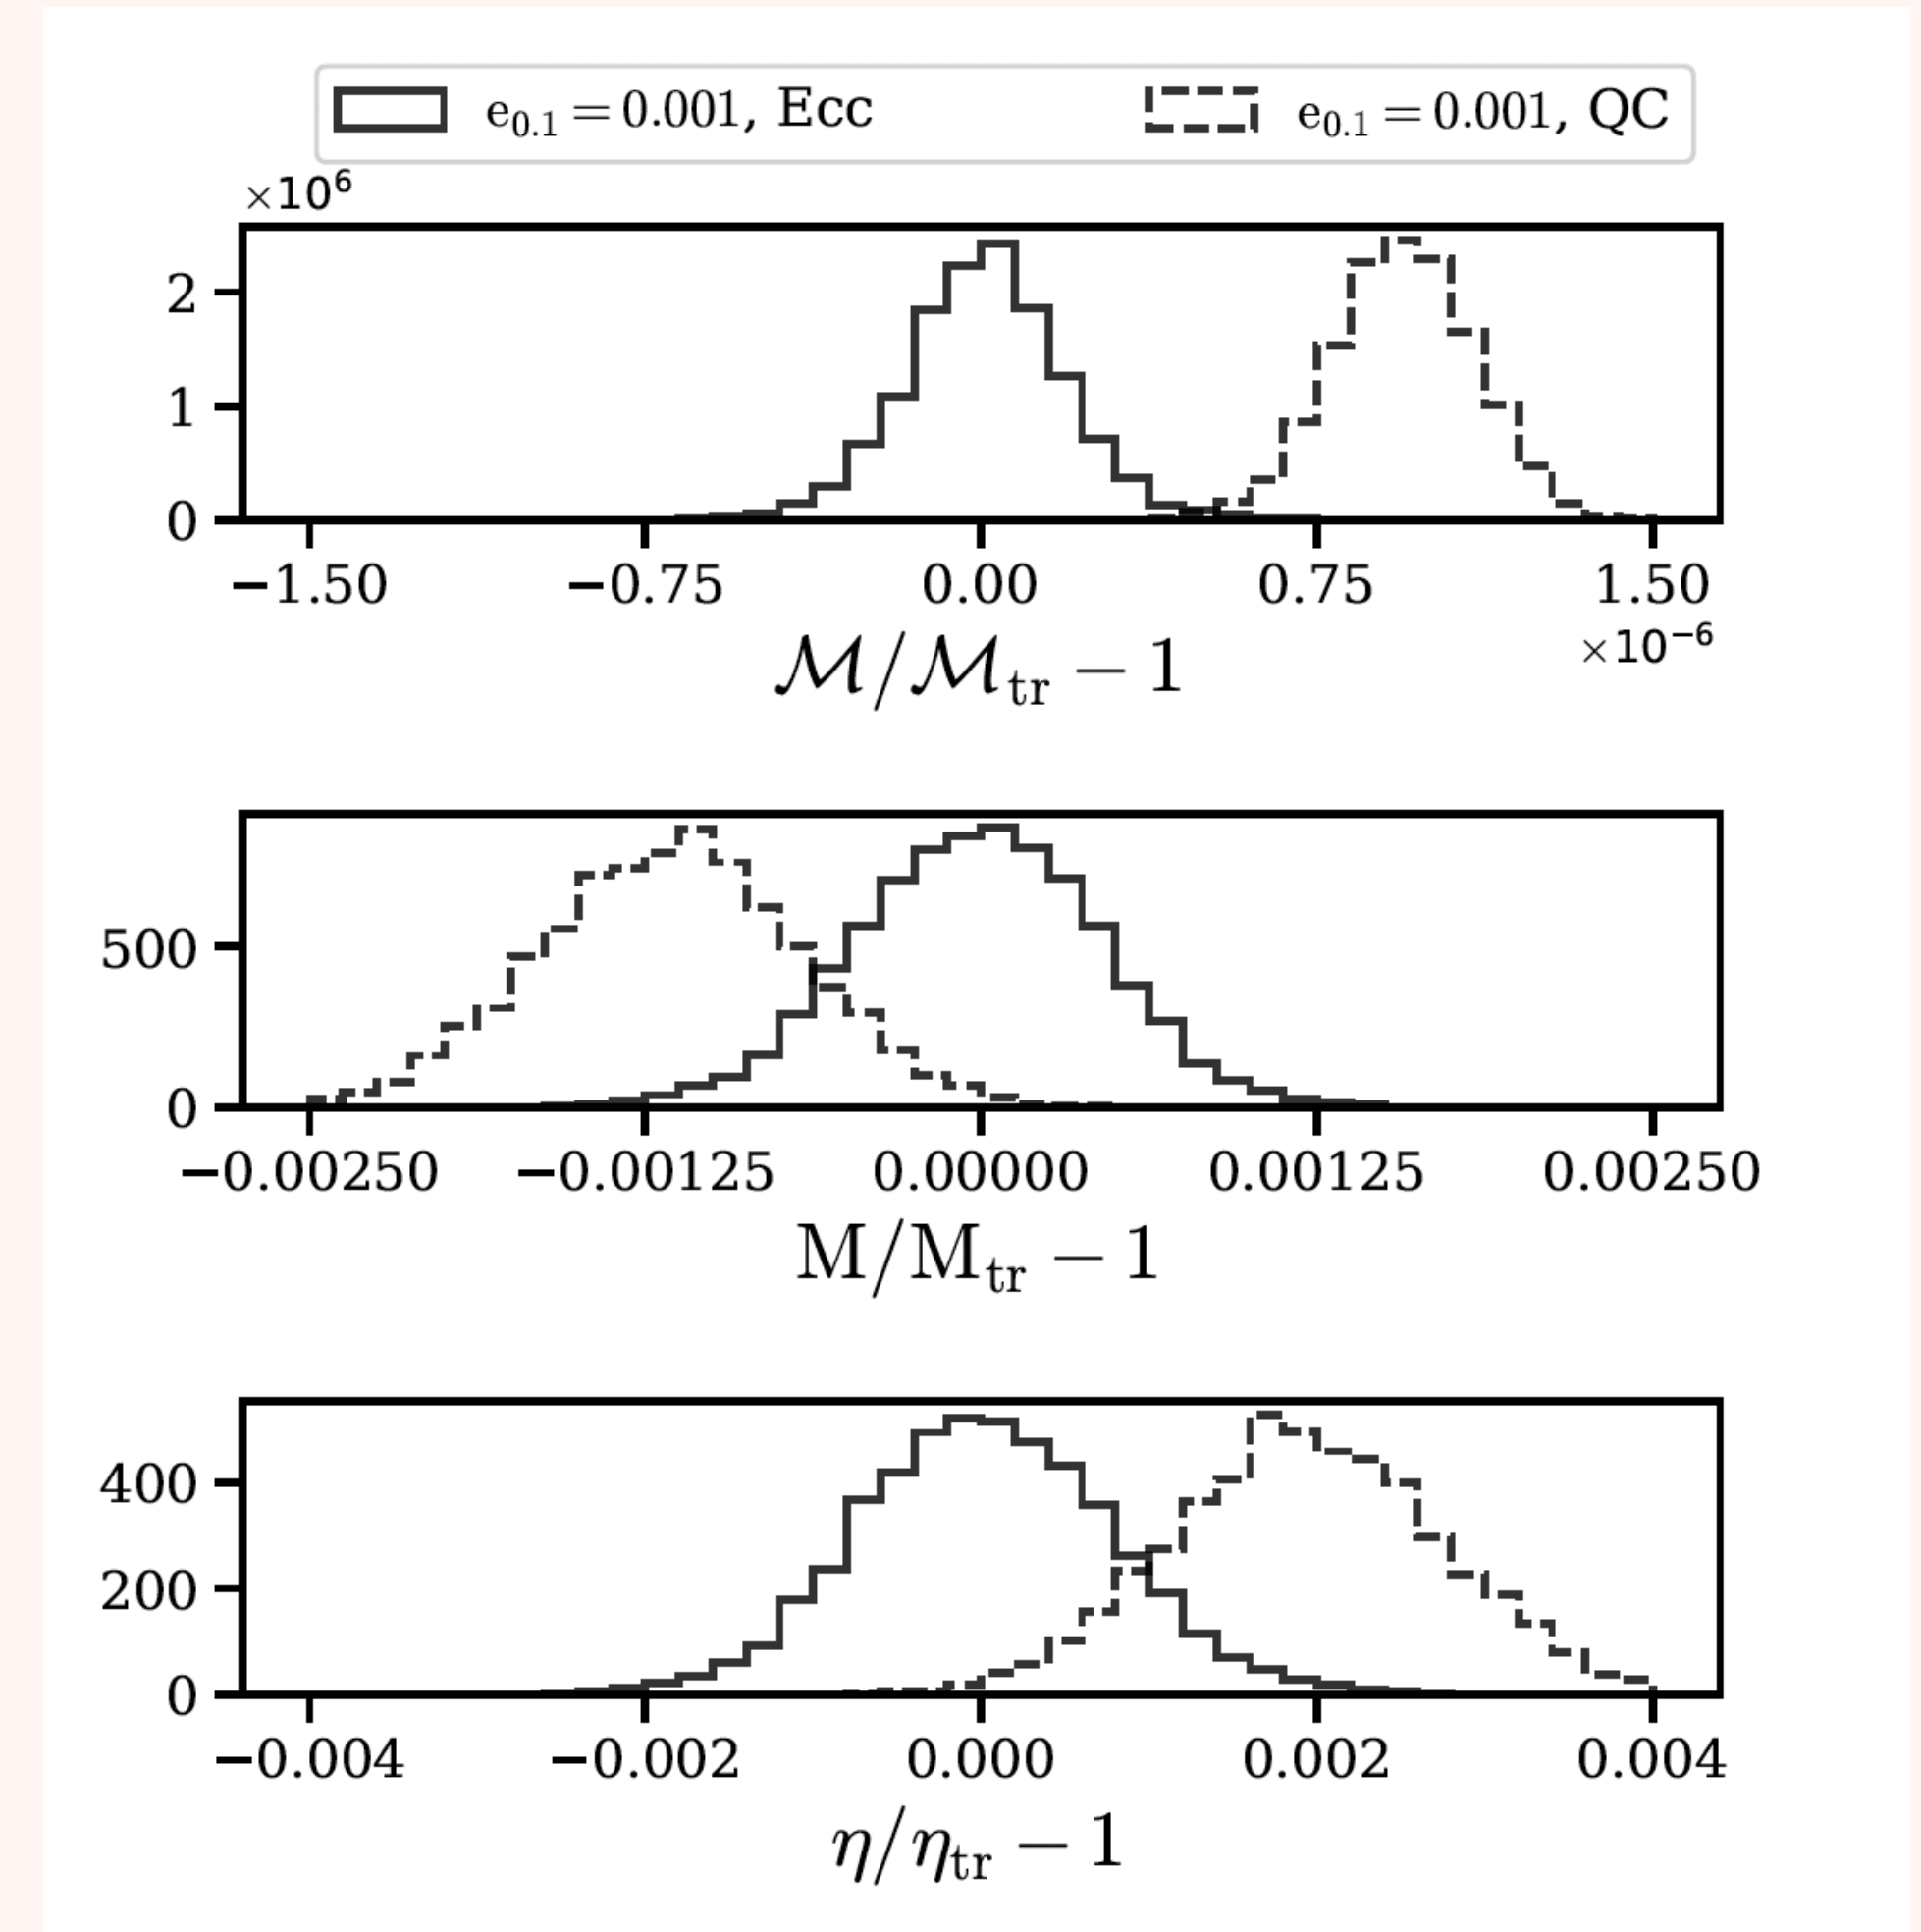 e₀.₁ = 0.001, Ecc e₀.₁ = 0.001, QC
×10⁶
2
1
0
−1.50 −0.75 0.00 0.75 1.50
×10⁻⁶
ℳ/ℳtr − 1
500
0
−0.00250 −0.00125 0.00000 0.00125 0.00250
M/Mtr − 1
400
200
0
−0.004 −0.002 0.000 0.002 0.004
η/ηtr − 1